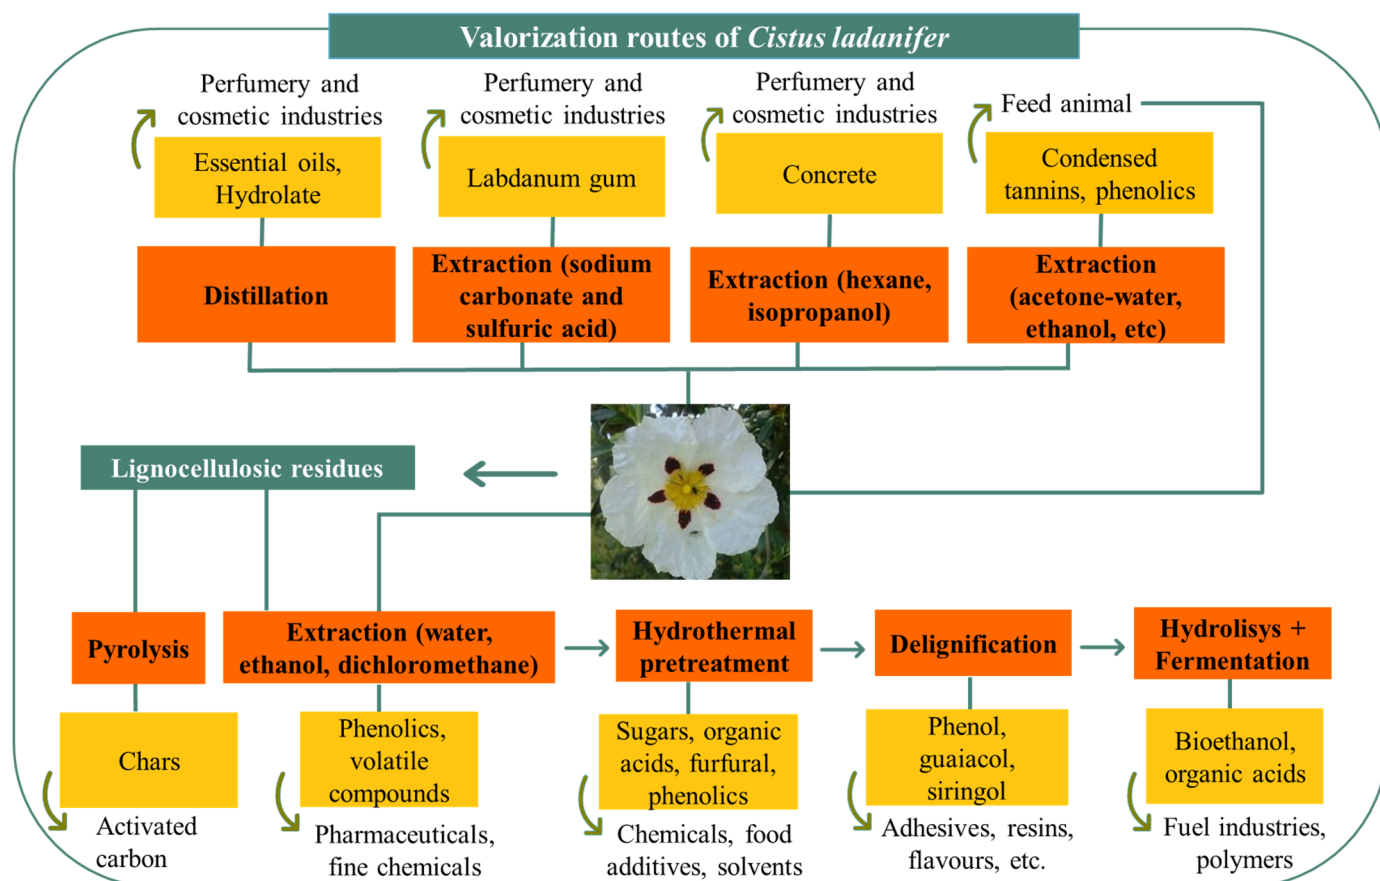 Valorization routes of Cistus ladanifer
Perfumery and
cosmetic industries
Perfumery and
cosmetic industries
Perfumery and
cosmetic industries
Feed animal
Essential oils,
Hydrolate
Labdanum gum
Concrete
Condensed
tannins, phenolics
Distillation
Extraction (sodium
carbonate and
sulfuric acid)
Extraction (hexane,
isopropanol)
Extraction
(acetone-water,
ethanol, etc)
Lignocellulosic residues
Pyrolysis
Extraction (water,
ethanol, dichloromethane)
Hydrothermal
pretreatment
Delignification
Hydrolisys +
Fermentation
Chars
Phenolics,
volatile
compounds
Sugars, organic
acids, furfural,
phenolics
Phenol,
guaiacol,
siringol
Bioethanol,
organic acids
Activated
carbon
Pharmaceuticals,
fine chemicals
Chemicals, food
additives, solvents
Adhesives, resins,
flavours, etc.
Fuel industries,
polymers